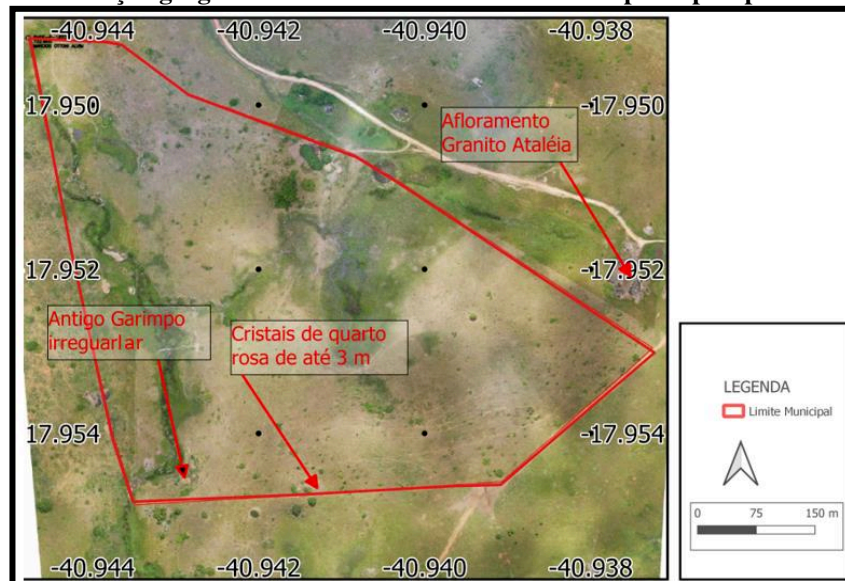 -40.944 -40.942 -40.940 -40.938
17.950 -17.950
Afloramento
Granito Ataléia
17.952 -17.952
Antigo Garimpo
irreguarlar
Cristais de quarto
rosa de até 3 m
17.954 -17.954
-40.944 -40.942 -40.940 -40.938
LEGENDA
Limite Municipal
0 75 150 m